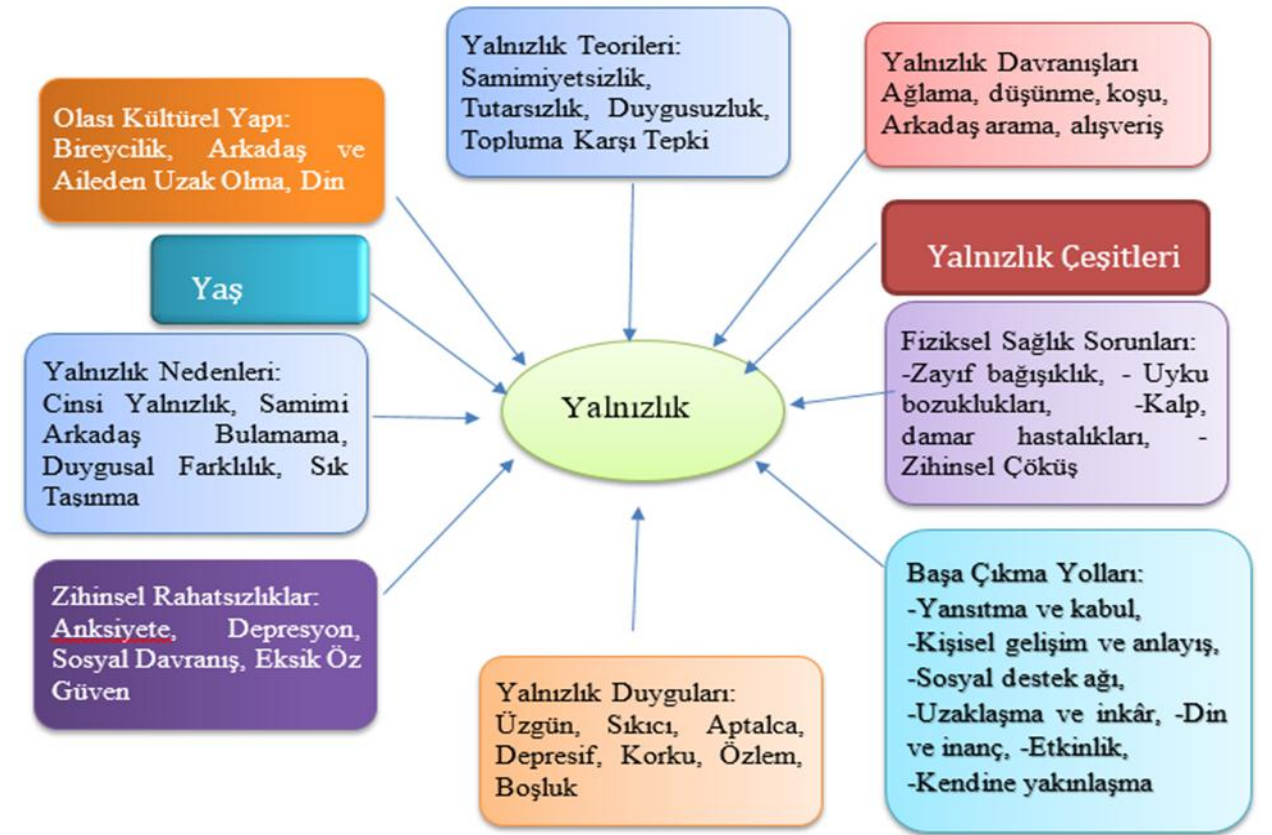 Yalnızlık Teorileri:
Samimiyetsizlik,
Tutarsızlık, Duygusuzluk,
Topluma Karşı Tepki
Yalnızlık Davranışları
Ağlama, düşünme, koşu,
Arkadaş arama, alışveriş
Olası Kültürel Yapı:
Bireycilik, Arkadaş ve
Aileden Uzak Olma, Din
Yalnızlık Çeşitleri
Yaş
Fiziksel Sağlık Sorunları:
-Zayıf bağışıklık, - Uyku
bozuklukları, -Kalp,
damar hastalıkları, -
Zihinsel Çöküş
Yalnızlık Nedenleri:
Cinsi Yalnızlık, Samimi
Arkadaş Bulamama,
Duygusal Farklılık, Sık
Taşınma
Yalnızlık
Zihinsel Rahatsızlıklar:
Anksiyete, Depresyon,
Sosyal Davranış, Eksik Öz
Güven
Başa Çıkma Yolları:
-Yansıtma ve kabul,
-Kişisel gelişim ve anlayış,
-Sosyal destek ağı,
-Uzaklaşma ve inkâr, -Din
ve inanç, -Etkinlik,
-Kendine yakınlaşma
Yalnızlık Duyguları:
Üzgün, Sıkıcı, Aptalca,
Depresif, Korku, Özlem,
Boşluk